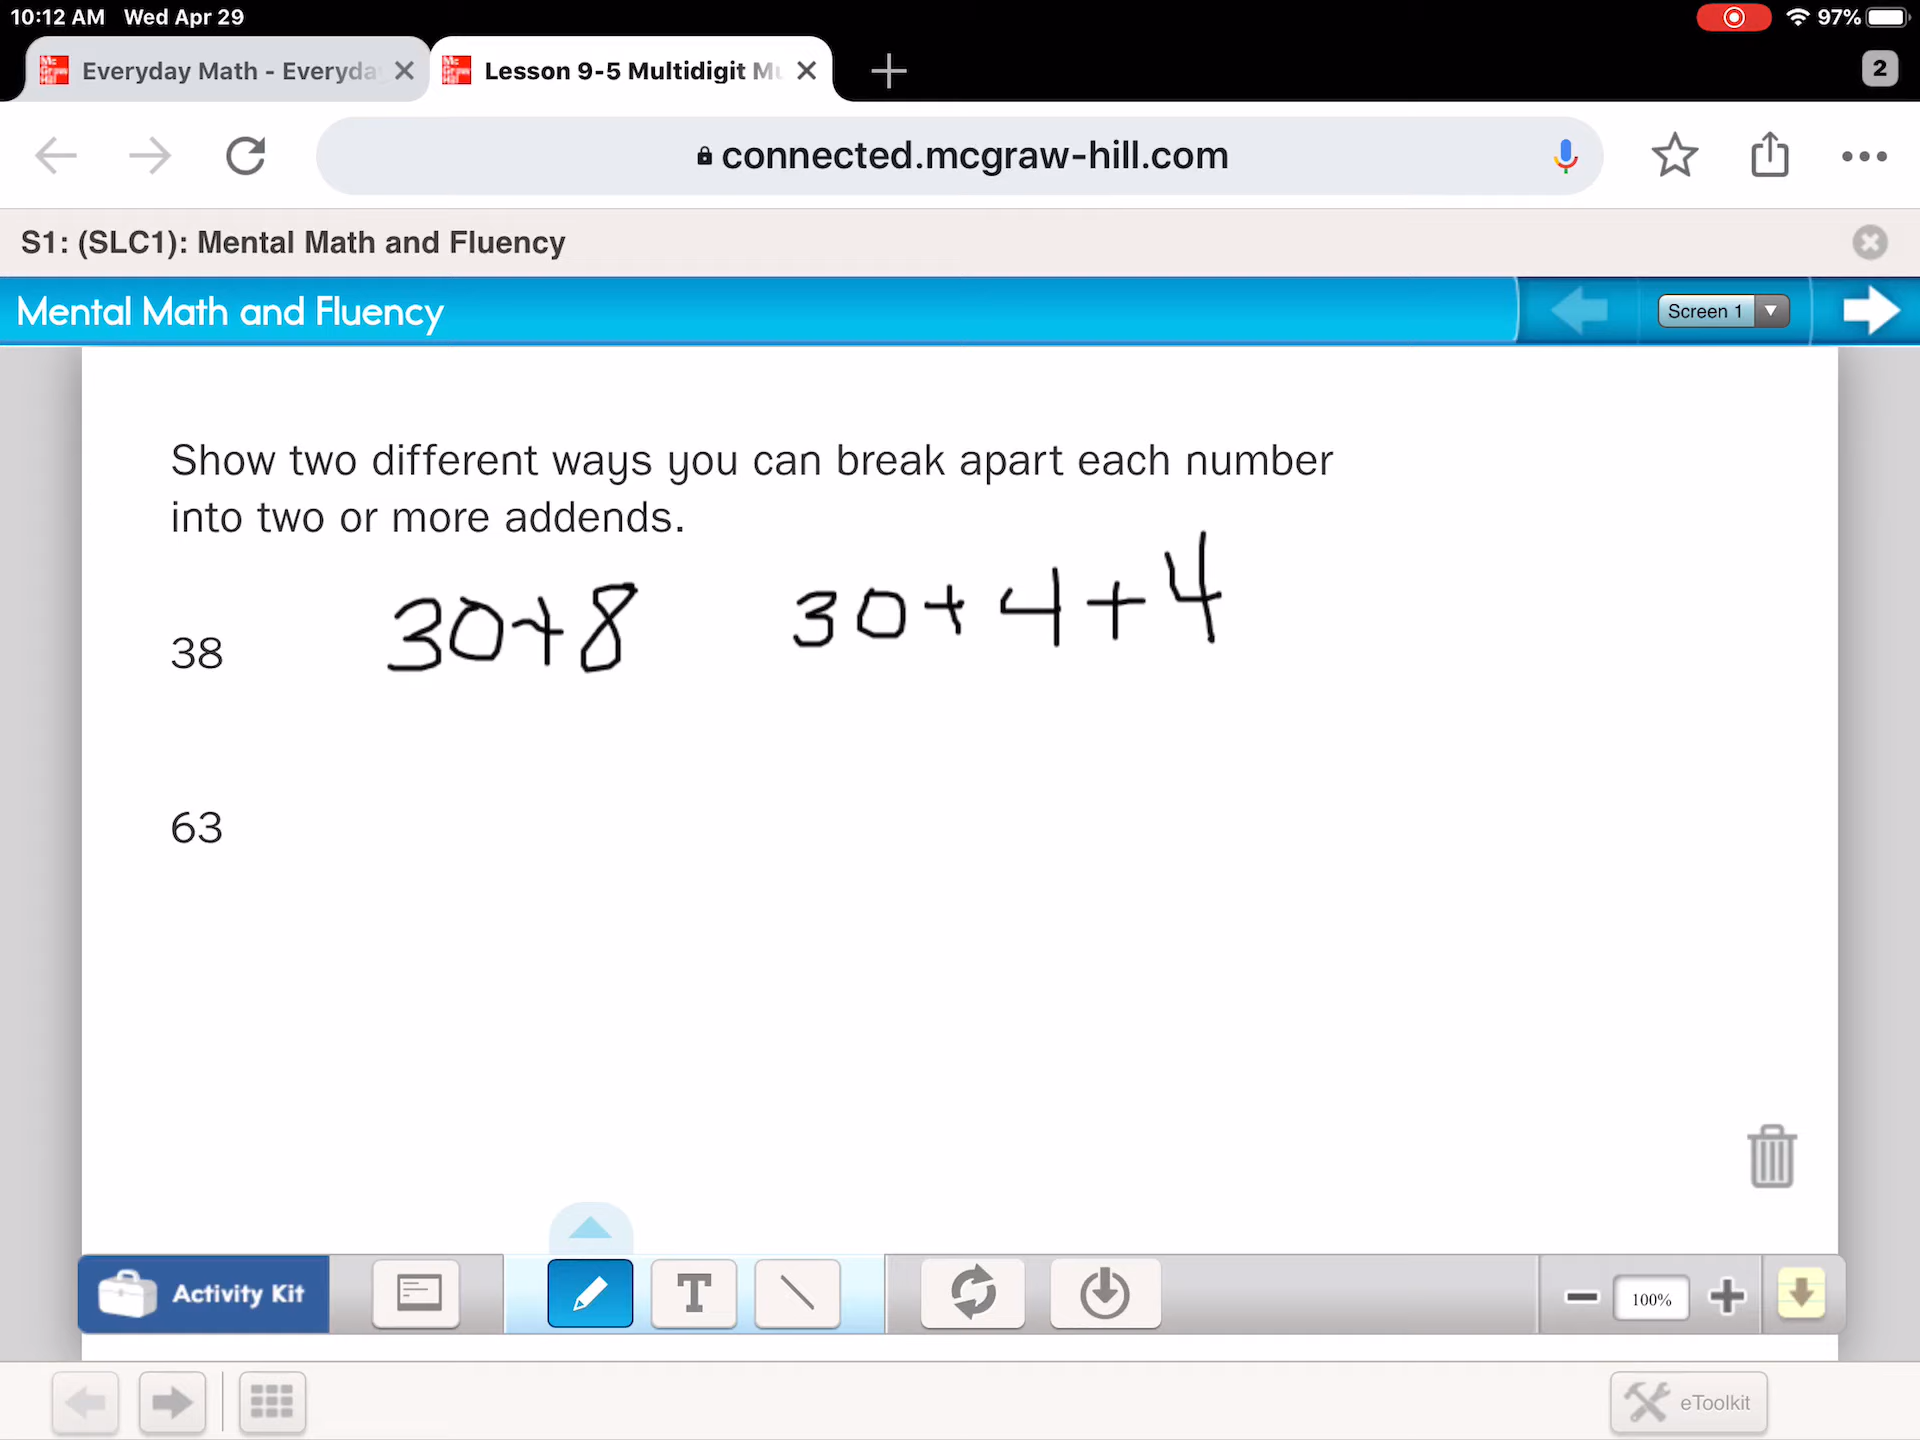 10:12 AM Wed Apr 29 97%
Everyday Math - Everyda Lesson 9-5 Multidigit Mu 2
connected.mcgraw-hill.com
S1: (SLC1): Mental Math and Fluency
Mental Math and Fluency Screen 1
Show two different ways you can break apart each number
into two or more addends.
38 30+8 30+4+4
63
Activity Kit T 100%
eToolkit